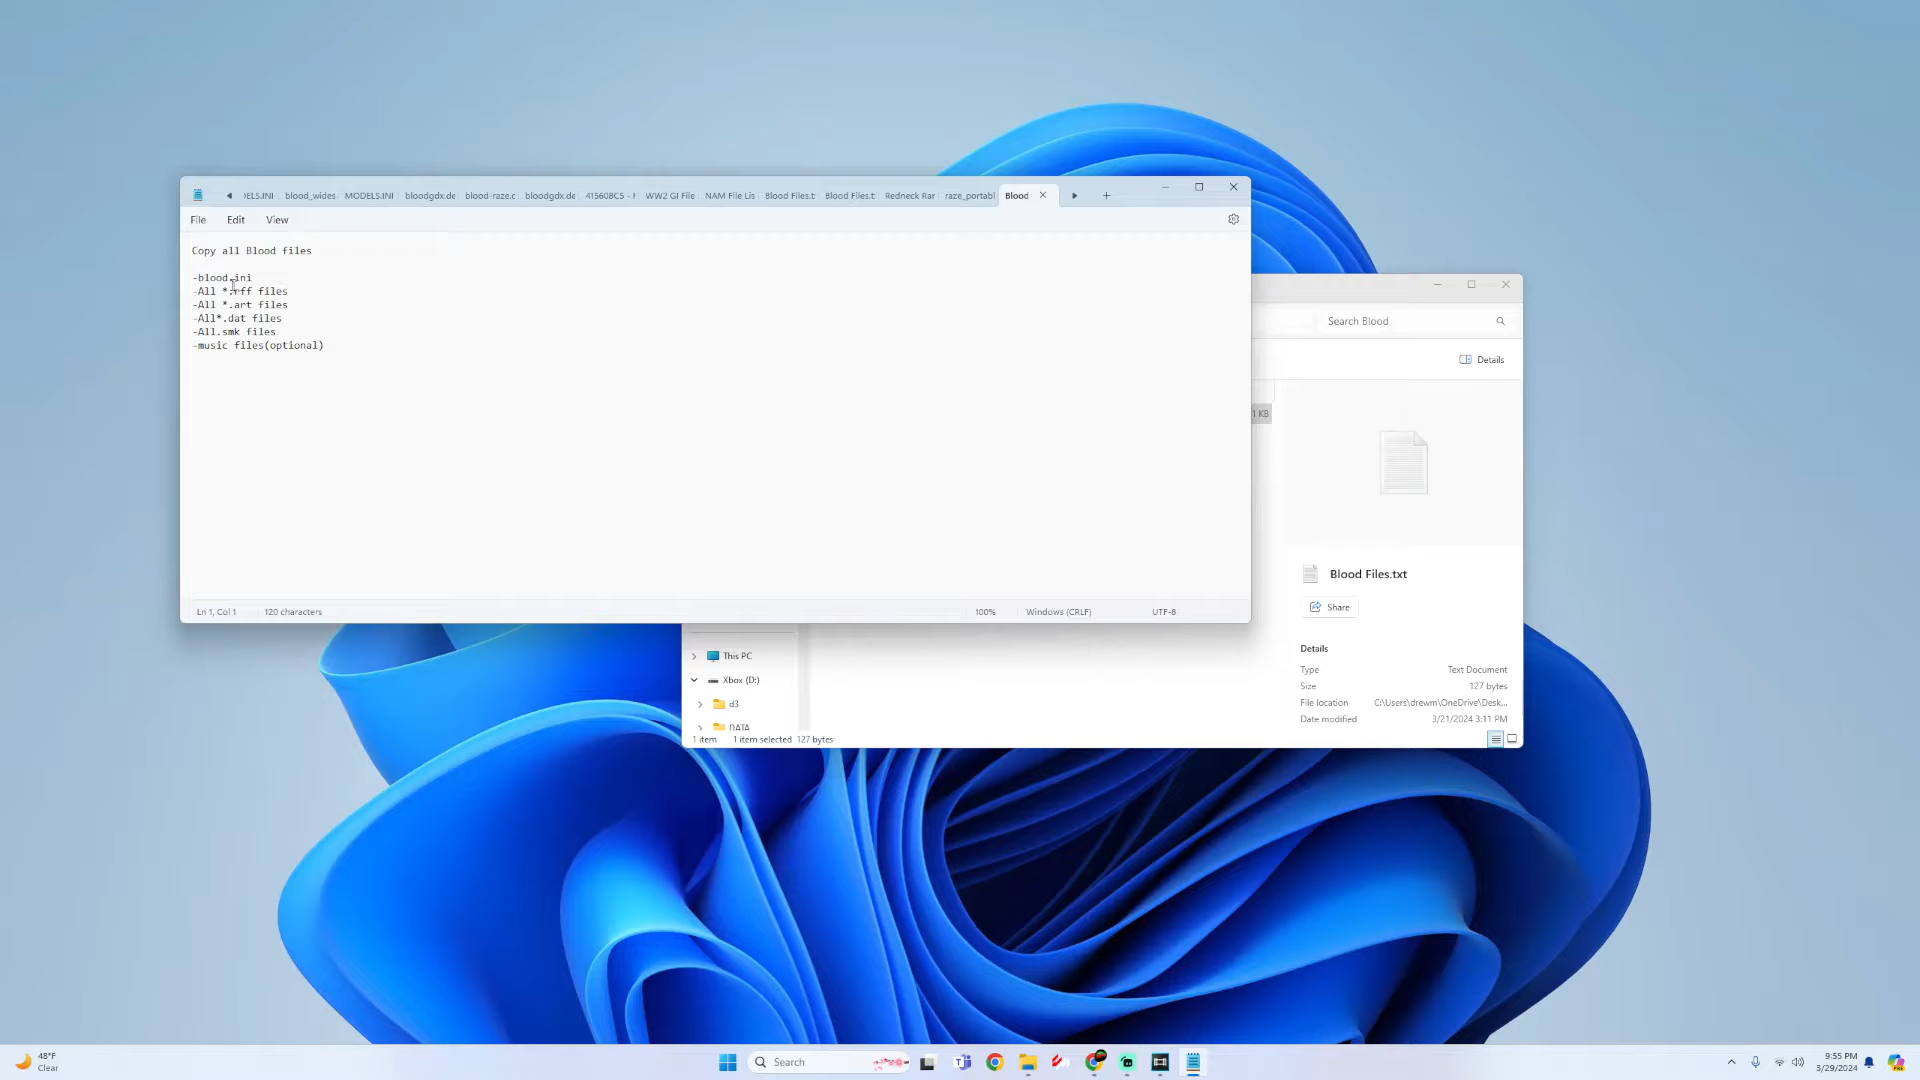 ƊELS.INI blood_wides MODELS.INI bloodgdx.de blood-raze.c bloodgdx.de 415608C5 - F WW2 GI File NAM File Lis Blood Files.t Blood Files.t Redneck Rar raze_portabl Blood
File Edit View
Copy all Blood files
-blood.ini
-All *.rff files
-All *.art files
-All*.dat files
-All.smk files
-music files(optional)
Ln 1, Col 1 120 characters 100% Windows (CRLF) UTF-8
Search Blood
Details
1 KB
Blood Files.txt
Share
Details
Type Text Document
Size 127 bytes
File location C:\Users\drewm\OneDrive\Desk...
Date modified 3/21/2024 3:11 PM
This PC
Xbox (D:)
d3
DATA
1 item 1 item selected 127 bytes
48°F
Clear
Search
9:55 PM
3/29/2024